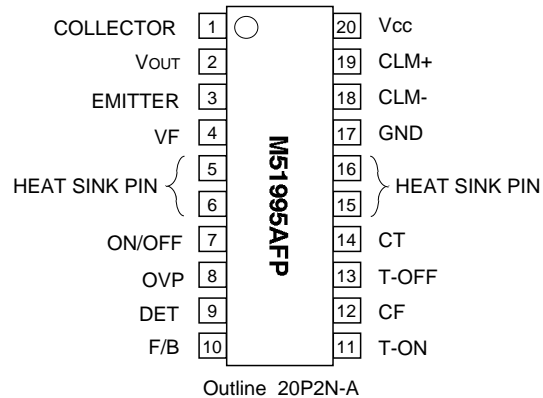 COLLECTOR 1 20 Vcc
VOUT 2 19 CLM+
EMITTER 3 18 CLM-
VF 4 17 GND
5 16
HEAT SINK PIN HEAT SINK PIN
6 15
ON/OFF 7 14 CT
OVP 8 13 T-OFF
DET 9 12 CF
F/B 10 11 T-ON
M51995AFP
Outline 20P2N-A